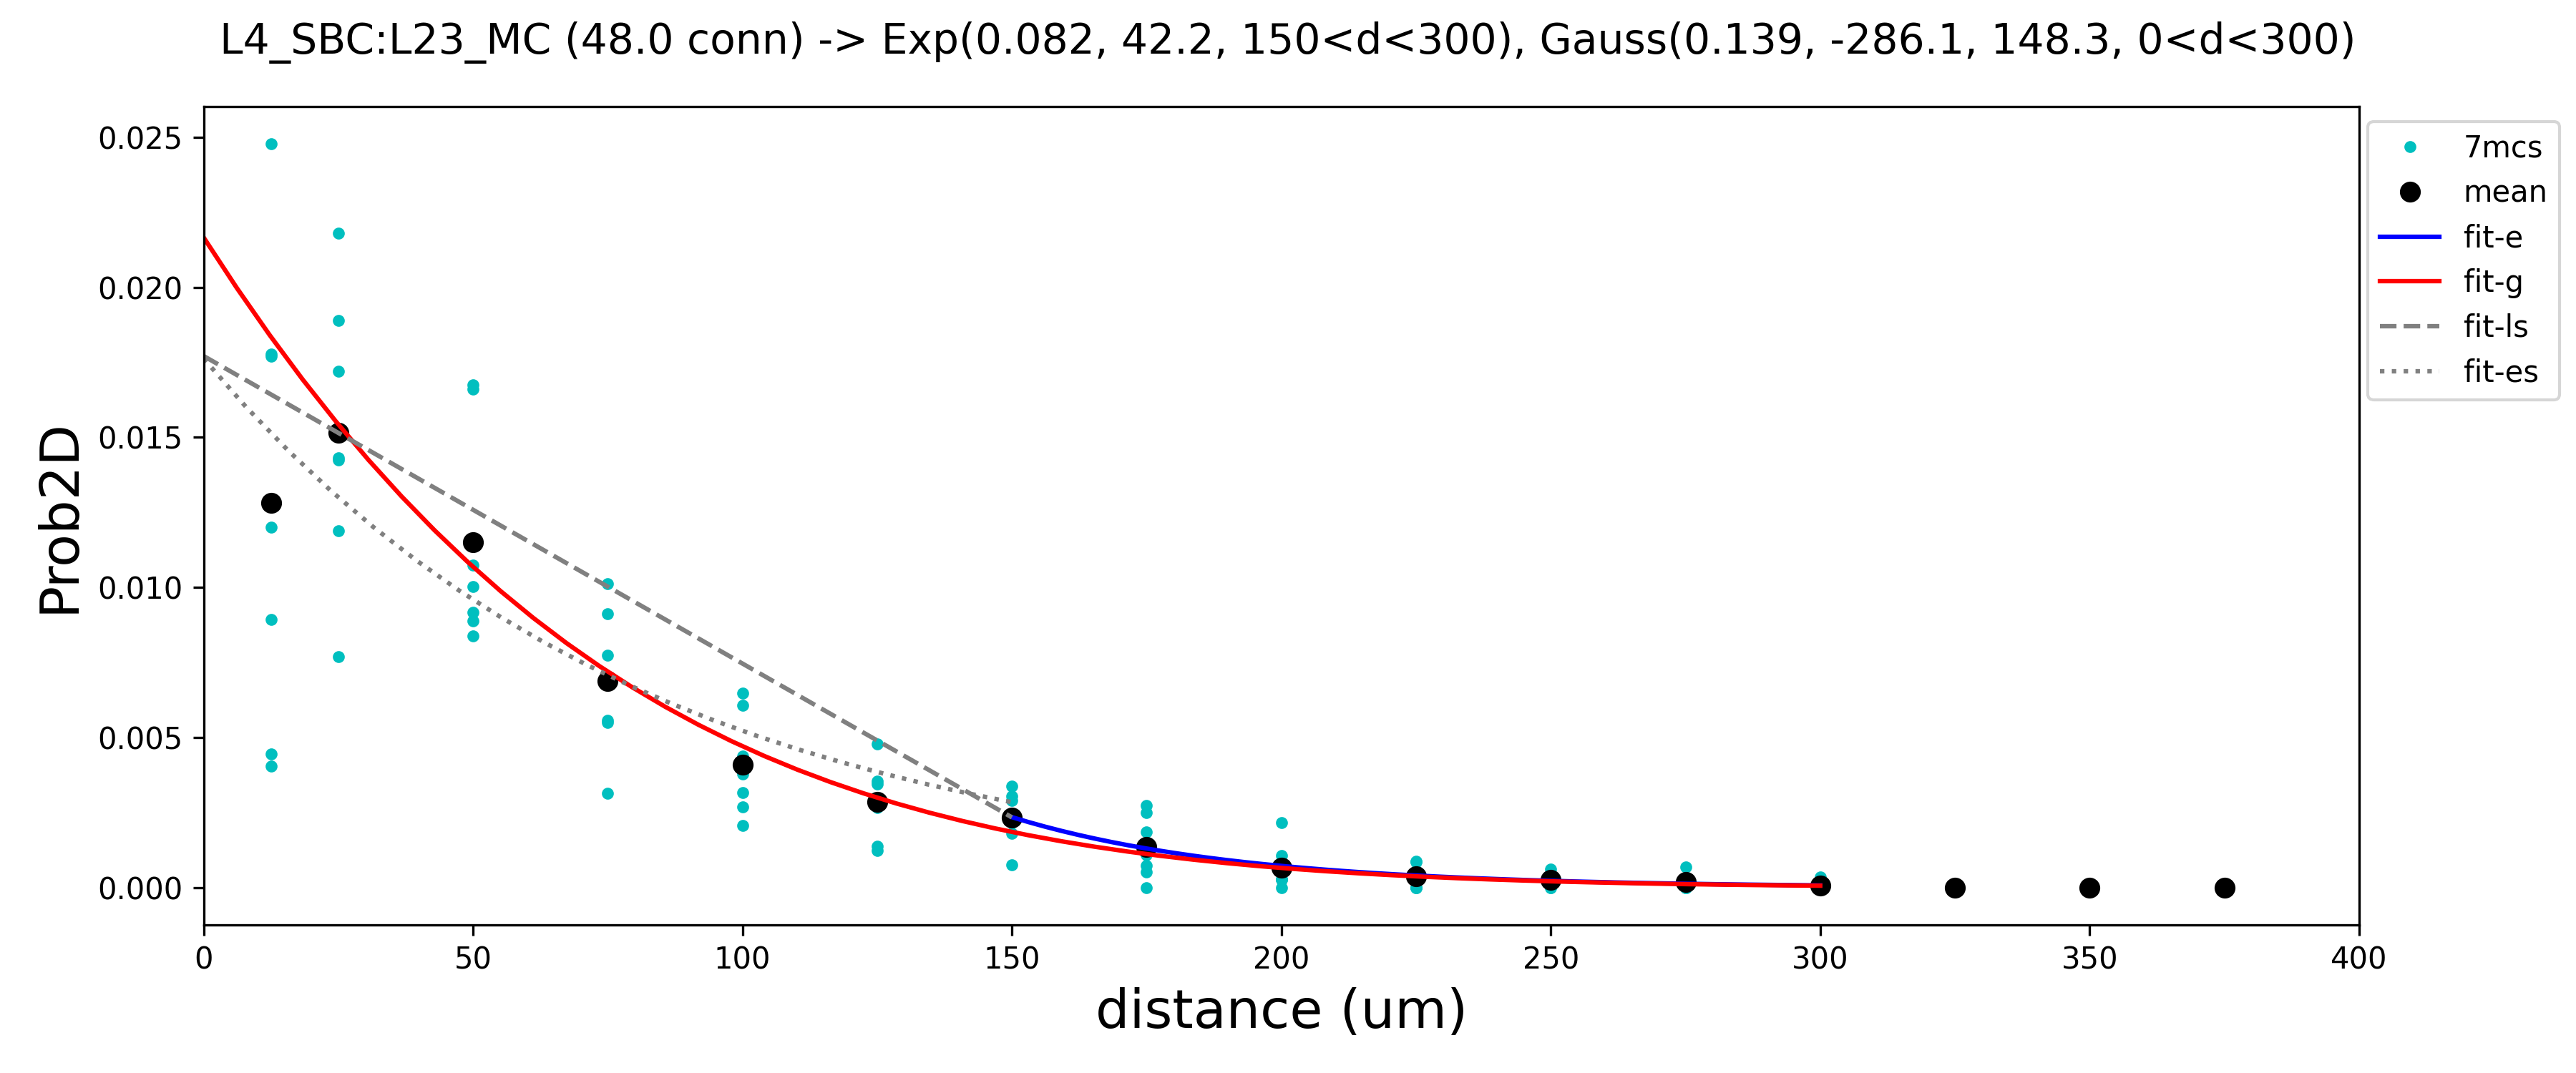 L4_SBC:L23_MC (48.0 conn) -> Exp(0.082, 42.2, 150<d<300), Gauss(0.139, -286.1, 148.3, 0<d<300)
0.025
0.020
0.015
0.010
0.005
0.000
Prob2D
0 50 100 150 200 250 300 350 400
distance (um)
7mcs
mean
fit-e
fit-g
fit-ls
fit-es